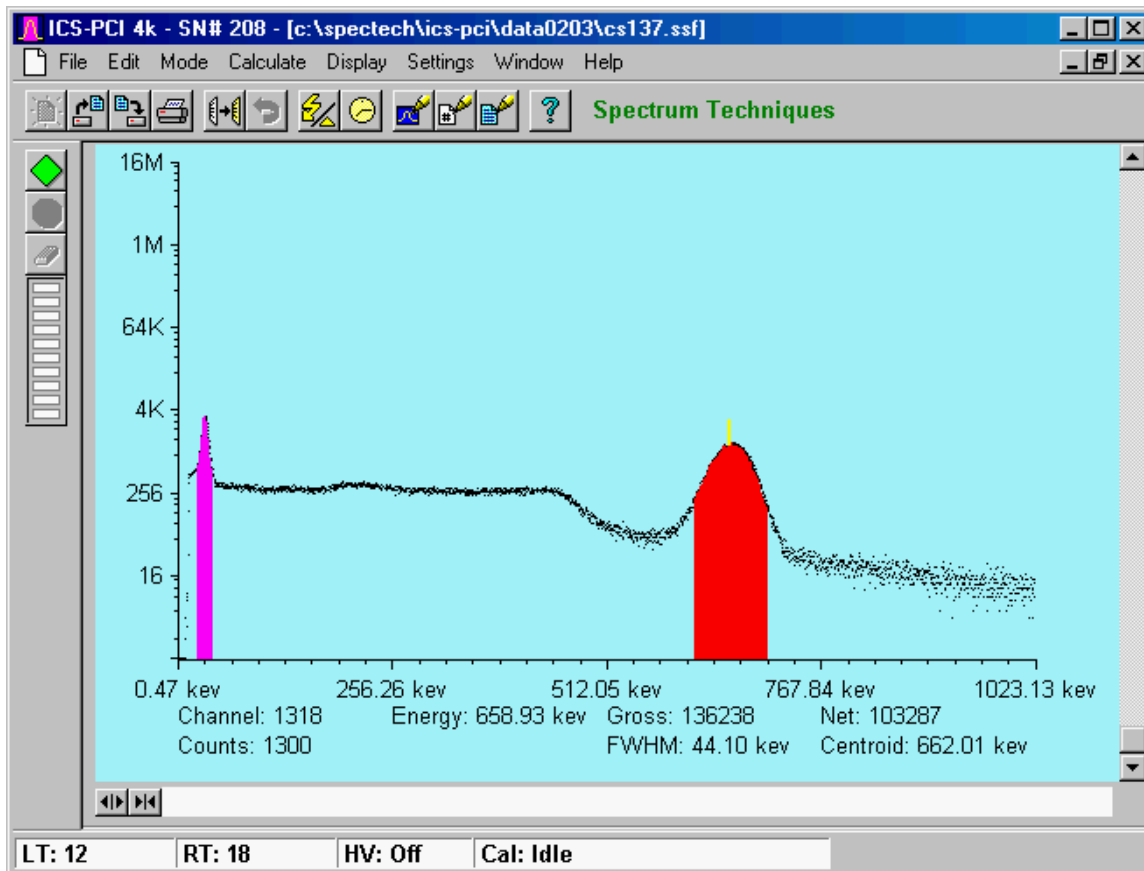 ICS-PCI 4k - SN# 208 - [c:\spectech\ics-pci\data0203\cs137.ssf]
File Edit Mode Calculate Display Settings Window Help
Spectrum Techniques
16M
1M
64K
4K
256
16
0.47 kev 256.26 kev 512.05 kev 767.84 kev 1023.13 kev
Channel: 1318 Energy: 658.93 kev Gross: 136238 Net: 103287
Counts: 1300 FWHM: 44.10 kev Centroid: 662.01 kev
LT: 12 RT: 18 HV: Off Cal: Idle